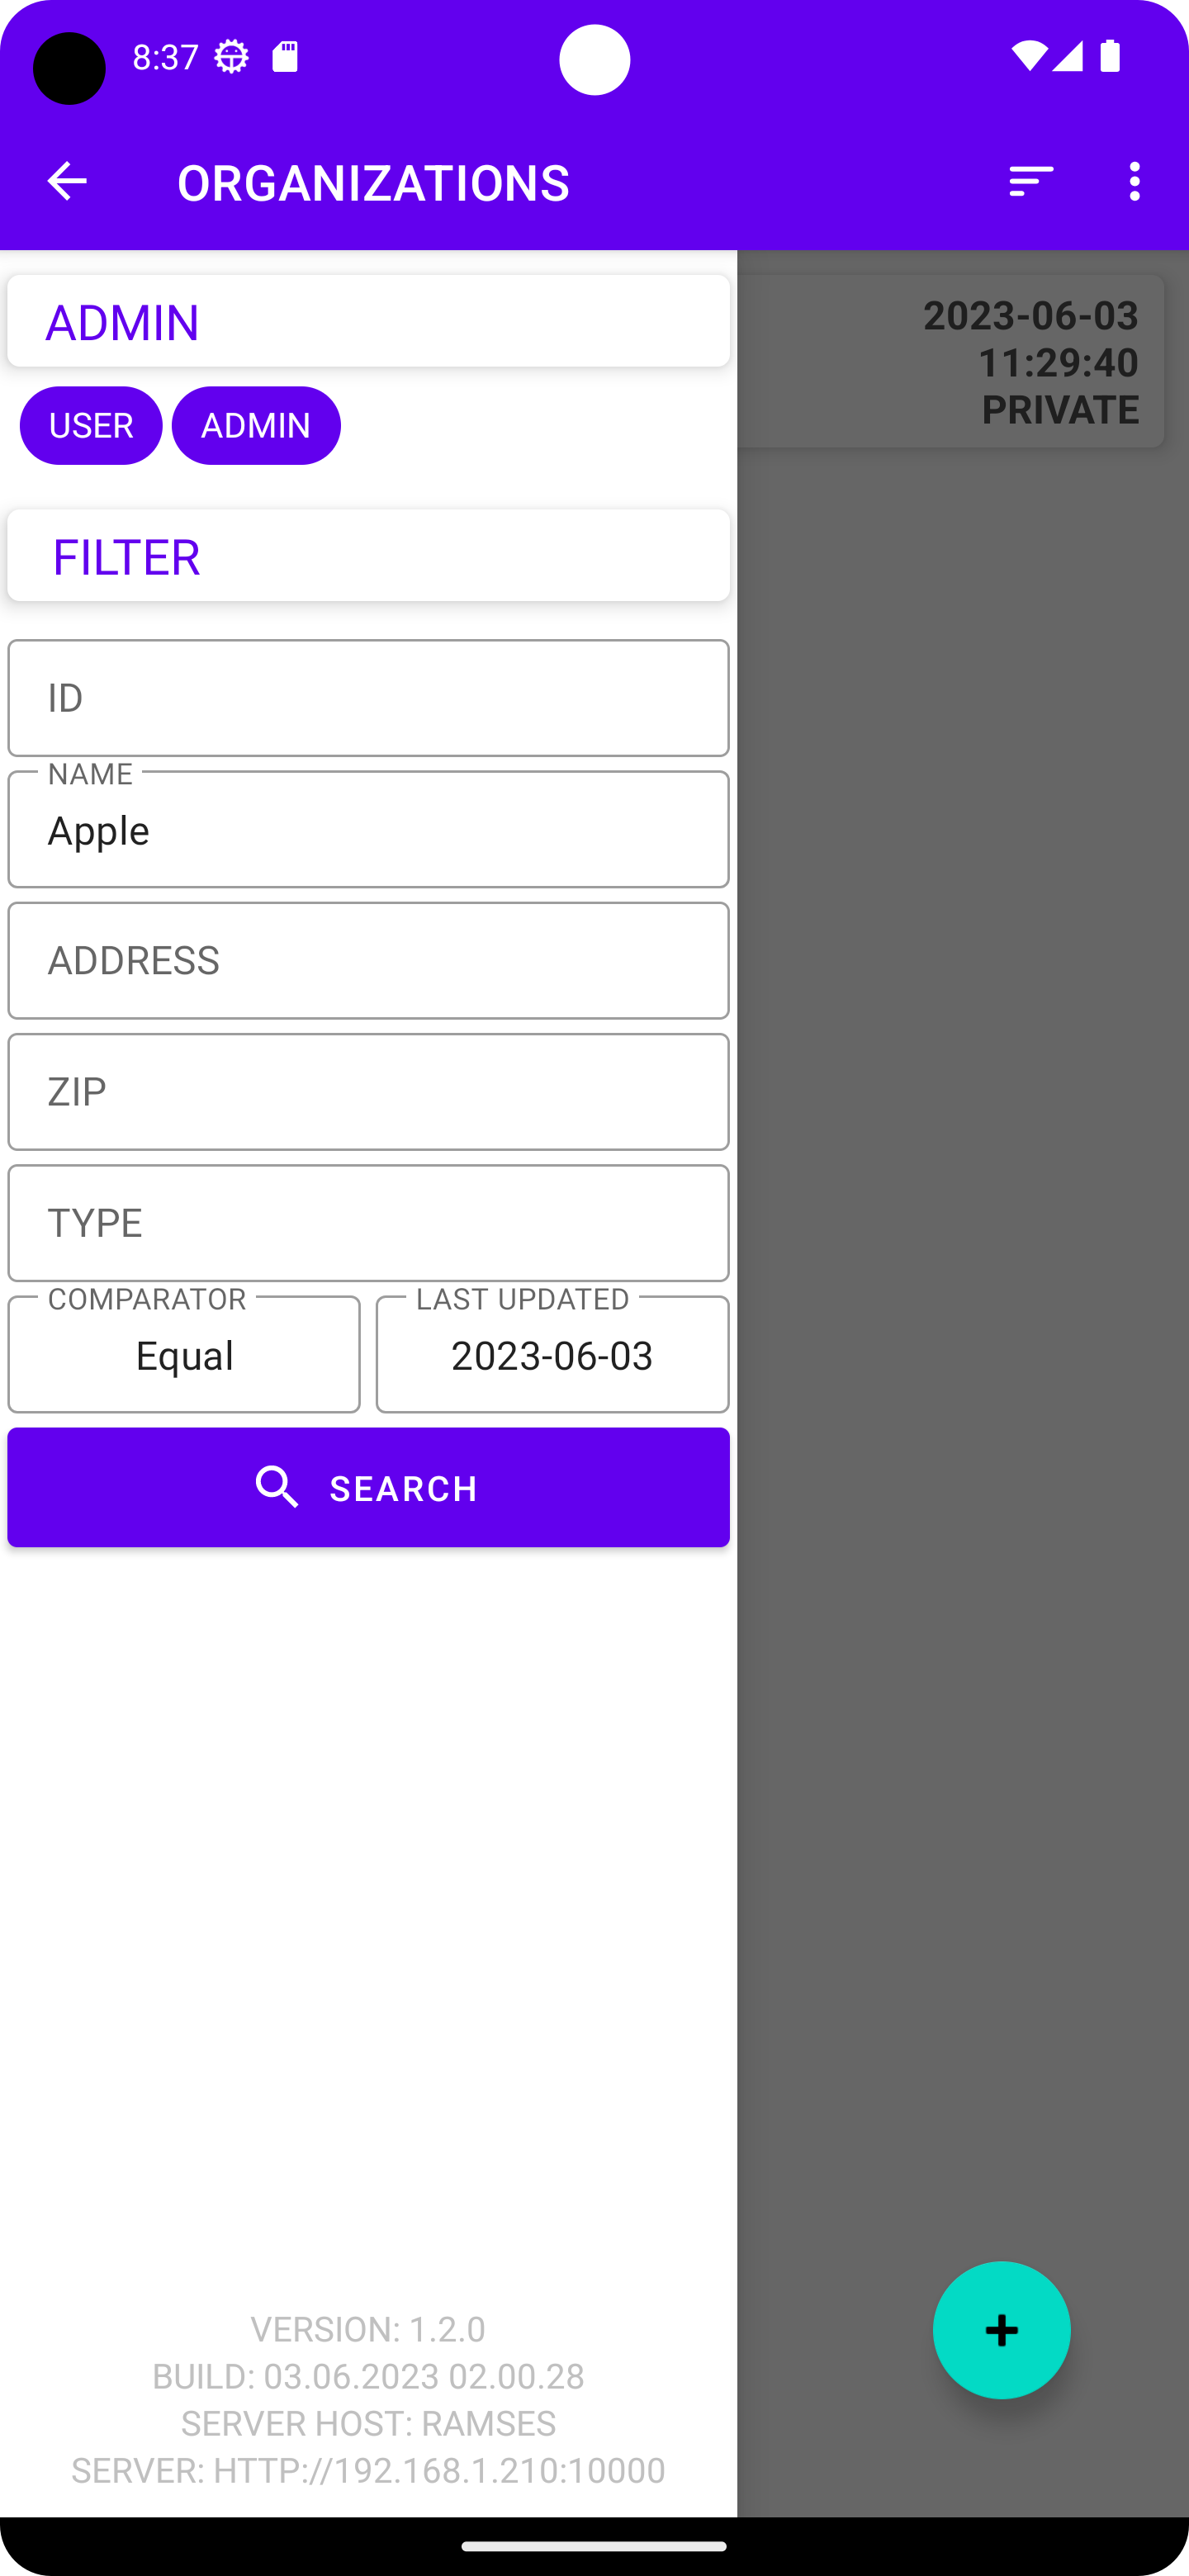 8:37
ORGANIZATIONS
ADMIN
USER ADMIN
FILTER
ID
NAME
Apple
ADDRESS
ZIP
TYPE
COMPARATOR
Equal
LAST UPDATED
2023-06-03
SEARCH
VERSION: 1.2.0
BUILD: 03.06.2023 02.00.28
SERVER HOST: RAMSES
SERVER: HTTP://192.168.1.210:10000
2023-06-03
11:29:40
PRIVATE